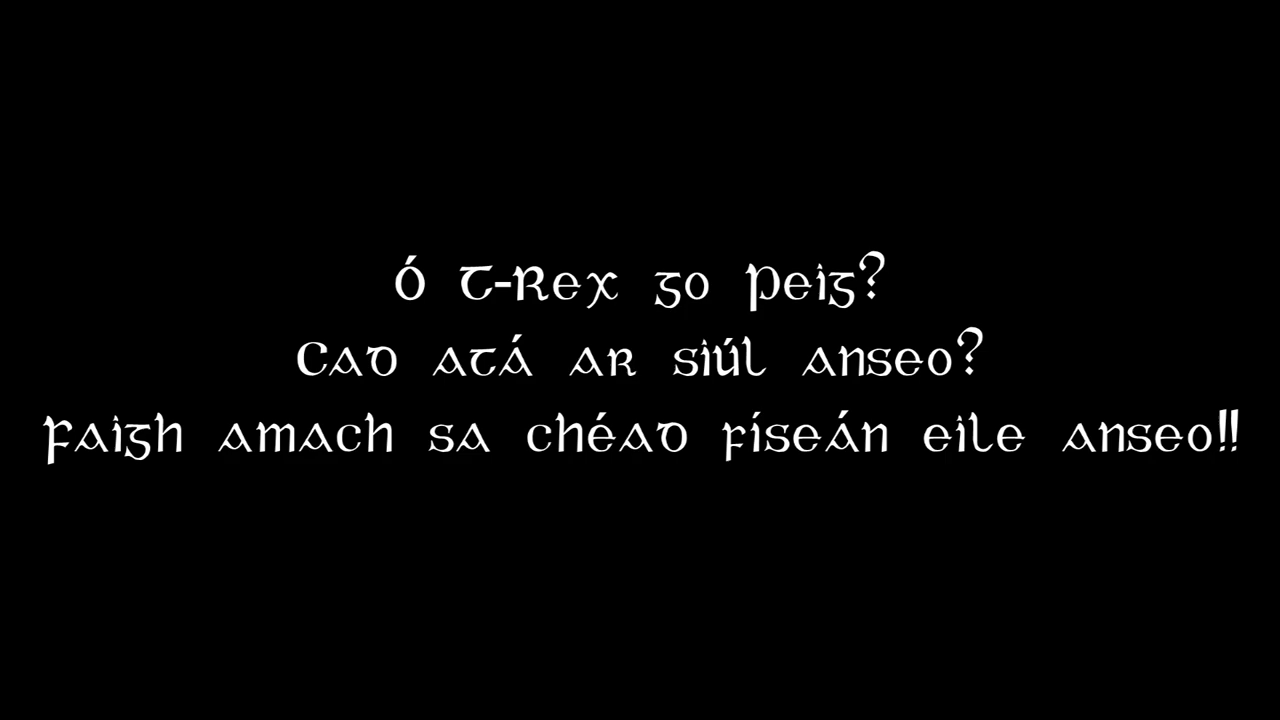 Ó T-Rex go Peig?
Cad atá ar siúl anseo?
Faigh amach sa chéad físeán eile anseo!!